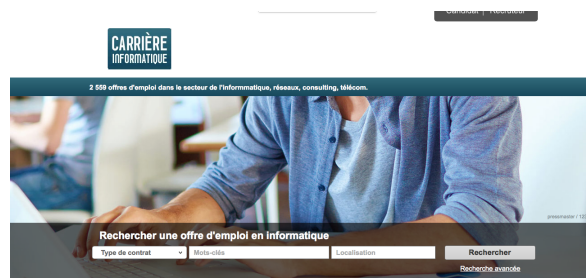 Candidat | Recruteur
CARRIÈRE
INFORMATIQUE
2 559 offres d'emploi dans le secteur de l'informmatique, réseaux, consulting, télécom.
Rechercher une offre d'emploi en informatique
Type de contrat
Mots-clés
Localisation
Rechercher
Recherche avancée